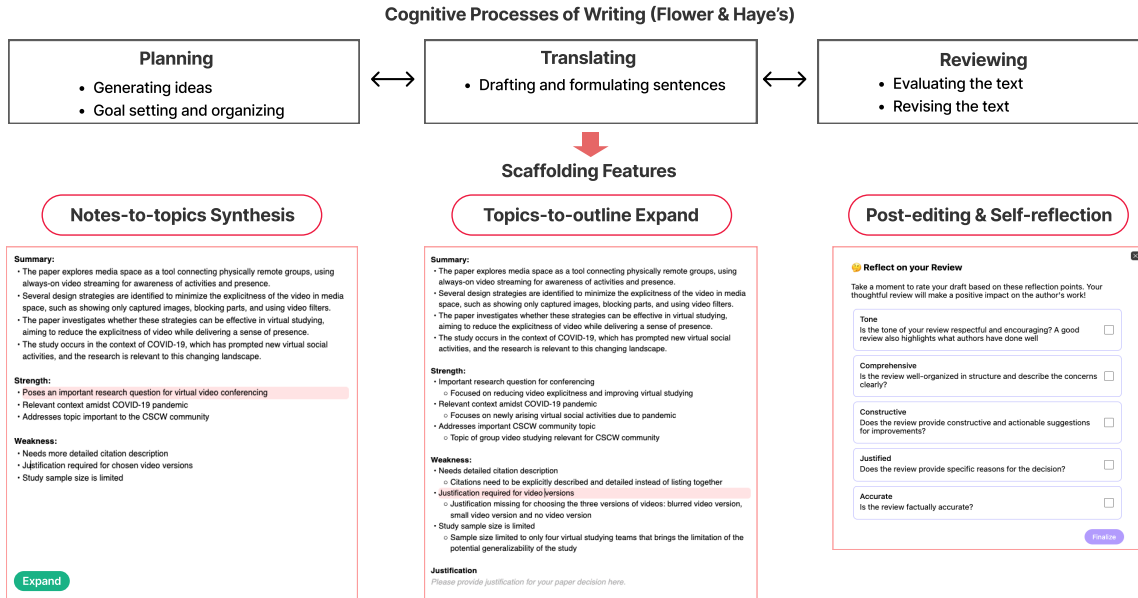 Cognitive Processes of Writing (Flower & Haye’s)
Planning
• Generating ideas
• Goal setting and organizing
Translating
• Drafting and formulating sentences
Reviewing
• Evaluating the text
• Revising the text
Scaffolding Features
Notes-to-topics Synthesis
Topics-to-outline Expand
Post-editing & Self-reflection
Summary:
• The paper explores media space as a tool connecting physically remote groups, using
always-on video streaming for awareness of activities and presence.
• Several design strategies are identified to minimize the explicitness of the video in media
space, such as showing only captured images, blocking parts, and using video filters.
• The paper investigates whether these strategies can be effective in virtual studying,
aiming to reduce the explicitness of video while delivering a sense of presence.
• The study occurs in the context of COVID-19, which has prompted new virtual social
activities, and the research is relevant to this changing landscape.
Strength:
• Poses an important research question for virtual video conferencing
• Relevant context amidst COVID-19 pandemic
• Addresses topic important to the CSCW community
Weakness:
• Needs more detailed citation description
• Justification required for chosen video versions
• Study sample size is limited
Expand
Summary:
• The paper explores media space as a tool connecting physically remote groups, using
always-on video streaming for awareness of activities and presence.
• Several design strategies are identified to minimize the explicitness of the video in media
space, such as showing only captured images, blocking parts, and using video filters.
• The paper investigates whether these strategies can be effective in virtual studying,
aiming to reduce the explicitness of video while delivering a sense of presence.
• The study occurs in the context of COVID-19, which has prompted new virtual social
activities, and the research is relevant to this changing landscape.
Strength:
• Important research question for conferencing
○ Focused on reducing video explicitness and improving virtual studying
• Relevant context amidst COVID-19 pandemic
○ Focuses on newly arising virtual social activities due to pandemic
• Addresses important CSCW community topic
○ Topic of group video studying relevant for CSCW community
Weakness:
• Needs detailed citation description
○ Citations need to be explicitly described and detailed instead of listing together
• Justification required for video versions
○ Justification missing for choosing the three versions of videos: blurred video version,
small video version and no video version
• Study sample size is limited
○ Sample size limited to only four virtual studying teams that brings the limitation of the
potential generalizability of the study
Justification
Please provide justification for your paper decision here.
🤔 Reflect on your Review
Take a moment to rate your draft based on these reflection points. Your
thoughtful review will make a positive impact on the author's work!
Tone
Is the tone of your review respectful and encouraging? A good
review also highlights what authors have done well
Comprehensive
Is the review well-organized in structure and describe the concerns
clearly?
Constructive
Does the review provide constructive and actionable suggestions
for improvements?
Justified
Does the review provide specific reasons for the decision?
Accurate
Is the review factually accurate?
Finalize